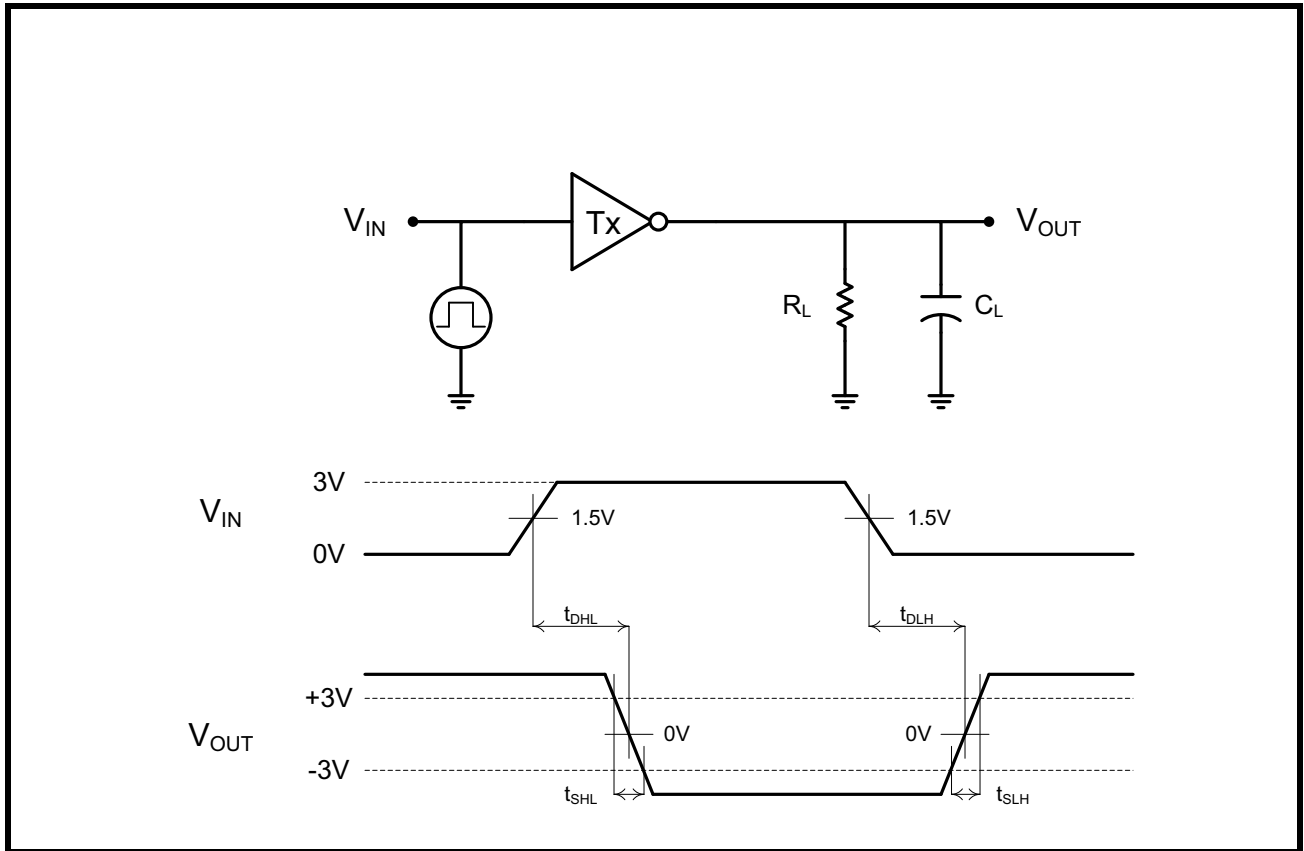 V_IN
Tx
V_OUT
R_L
C_L
3V
V_IN
1.5V
1.5V
0V
t_DHL
t_DLH
+3V
V_OUT
0V
0V
-3V
t_SHL
t_SLH